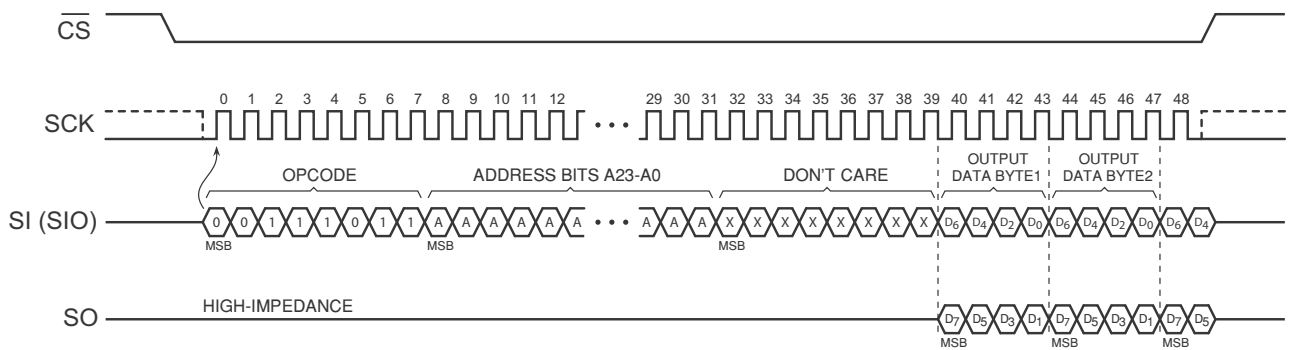 CS
0 1 2 3 4 5 6 7 8 9 10 11 12 29 30 31 32 33 34 35 36 37 38 39 40 41 42 43 44 45 46 47 48
SCK
OPCODE ADDRESS BITS A23-A0 DON'T CARE OUTPUT DATA BYTE1 OUTPUT DATA BYTE2
SI (SIO) 0 0 1 1 1 0 1 1 A A A A A A A A A X X X X X X X X D6 D4 D2 D0 D6 D4 D2 D0 D6 D4
MSB MSB MSB
HIGH-IMPEDANCE
SO D7 D5 D3 D1 D7 D5 D3 D1 D7 D5
MSB MSB MSB